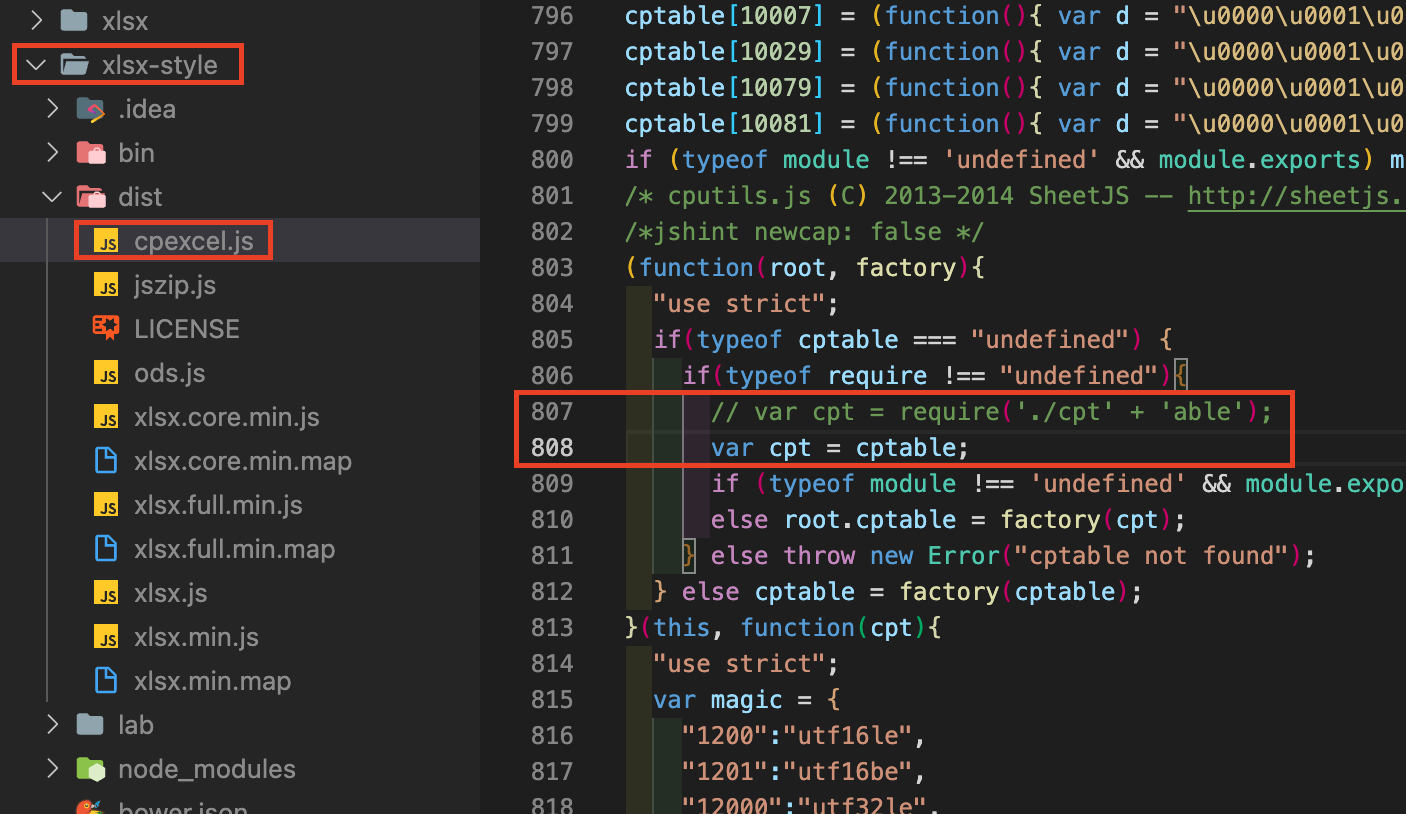 xlsx
xlsx-style
.idea
bin
dist
JS cpexcel.js
JS jszip.js
LICENSE
JS ods.js
JS xlsx.core.min.js
xlsx.core.min.map
JS xlsx.full.min.js
xlsx.full.min.map
JS xlsx.js
JS xlsx.min.js
xlsx.min.map
lab
node_modules
bower.json
796 cptable[10007] = (function(){ var d = "\u0000\u0001\u0
797 cptable[10029] = (function(){ var d = "\u0000\u0001\u0
798 cptable[10079] = (function(){ var d = "\u0000\u0001\u0
799 cptable[10081] = (function(){ var d = "\u0000\u0001\u0
800 if (typeof module !== 'undefined' && module.exports) m
801 /* cputils.js (C) 2013-2014 SheetJS -- http://sheetjs.
802 /*jshint newcap: false */
803 (function(root, factory){
804 "use strict";
805 if(typeof cptable === "undefined") {
806 if(typeof require !== "undefined"){
807 // var cpt = require('./cpt' + 'able');
808 var cpt = cptable;
809 if (typeof module !== 'undefined' && module.expo
810 else root.cptable = factory(cpt);
811 } else throw new Error("cptable not found");
812 } else cptable = factory(cptable);
813 }(this, function(cpt){
814 "use strict";
815 var magic = {
816 "1200":"utf16le",
817 "1201":"utf16be",
818 "12000":"utf32le",